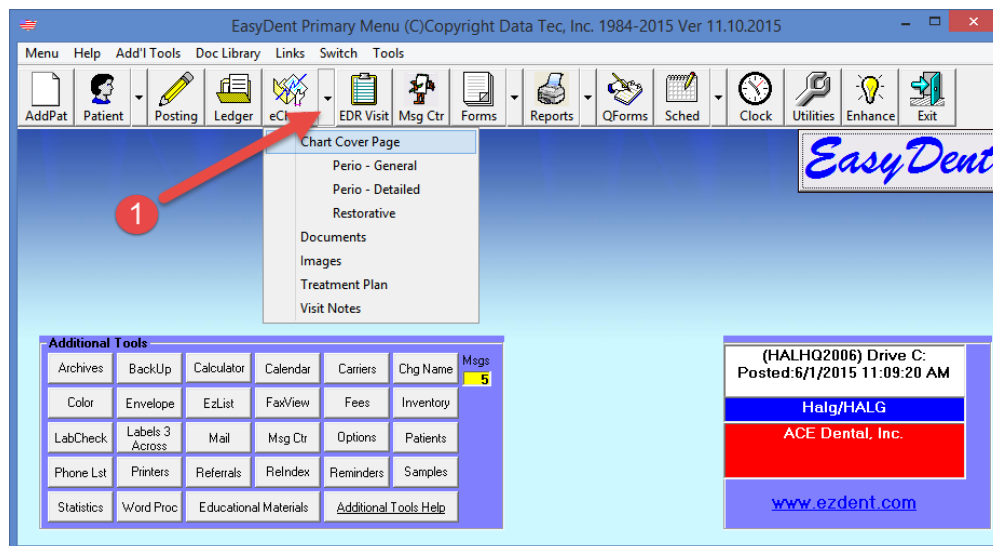 EasyDent Primary Menu (C)Copyright Data Tec, Inc. 1984-2015 Ver 11.10.2015
Menu Help Add'l Tools Doc Library Links Switch Tools
AddPat Patient Posting Ledger EDR Visit Msg Ctr Forms Reports QForms Sched Clock Utilities Enhance Exit
1
Chart Cover Page
Perio - General
Perio - Detailed
Restorative
Documents
Images
Treatment Plan
Visit Notes
EasyDent
Additional Tools
Archives BackUp Calculator Calendar Carriers Chg Name Msgs
5
Color Envelope EzList FaxView Fees Inventory
LabCheck Labels 3 Across Mail Msg Ctr Options Patients
Phone Lst Printers Referrals ReIndex Reminders Samples
Statistics Word Proc Educational Materials Additional Tools Help
(HALHQ2006) Drive C:
Posted:6/1/2015 11:09:20 AM
Halg/HALG
ACE Dental, Inc.
www.ezdent.com